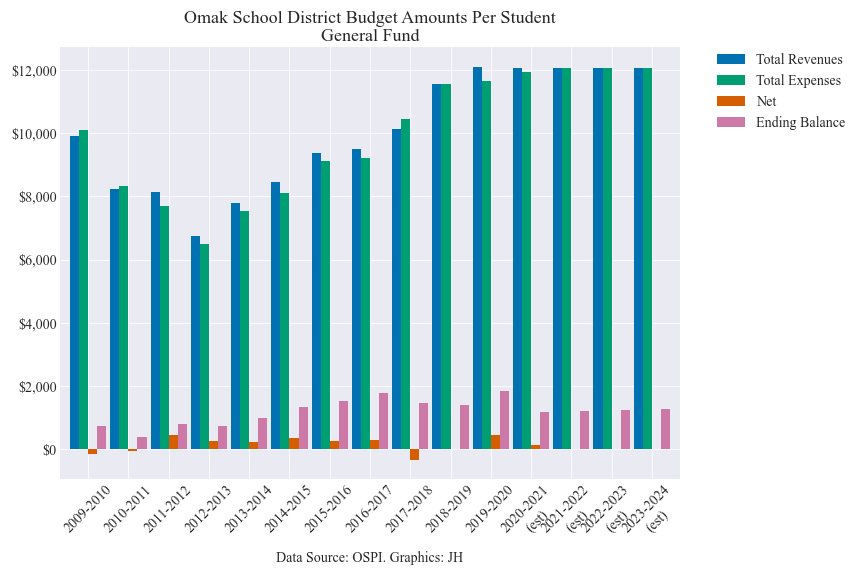 Omak School District Budget Amounts Per Student
General Fund
Total Revenues
Total Expenses
Net
Ending Balance
$12,000
$10,000
$8,000
$6,000
$4,000
$2,000
$0
2009-2010
2010-2011
2011-2012
2012-2013
2013-2014
2014-2015
2015-2016
2016-2017
2017-2018
2018-2019
2019-2020
2020-2021
(est)
2021-2022
(est)
2022-2023
(est)
2023-2024
(est)
Data Source: OSPI. Graphics: JH